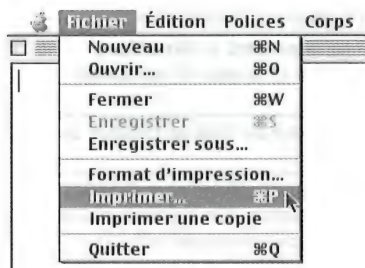 Fichier Édition Polices Corps
Nouveau ⌘N
Ouvrir... ⌘O
Fermer ⌘W
Enregistrer ⌘S
Enregistrer sous...
Format d'impression...
Imprimer... ⌘P
Imprimer une copie
Quitter ⌘Q